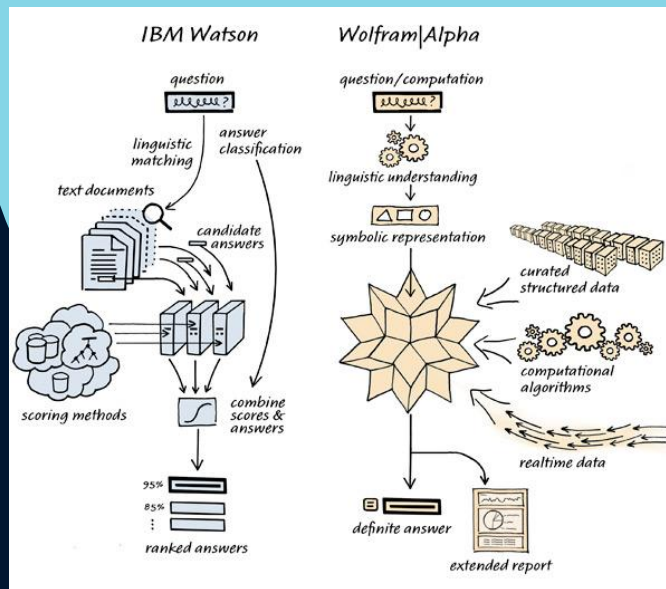 IBM Watson
question
?
linguistic
matching
answer
classification
text documents
candidate
answers
scoring methods
combine
scores &
answers
95%
85%
⋮
ranked answers
Wolfram|Alpha
question/computation
?
linguistic understanding
symbolic representation
curated
structured data
computational
algorithms
realtime data
=
definite answer
extended report